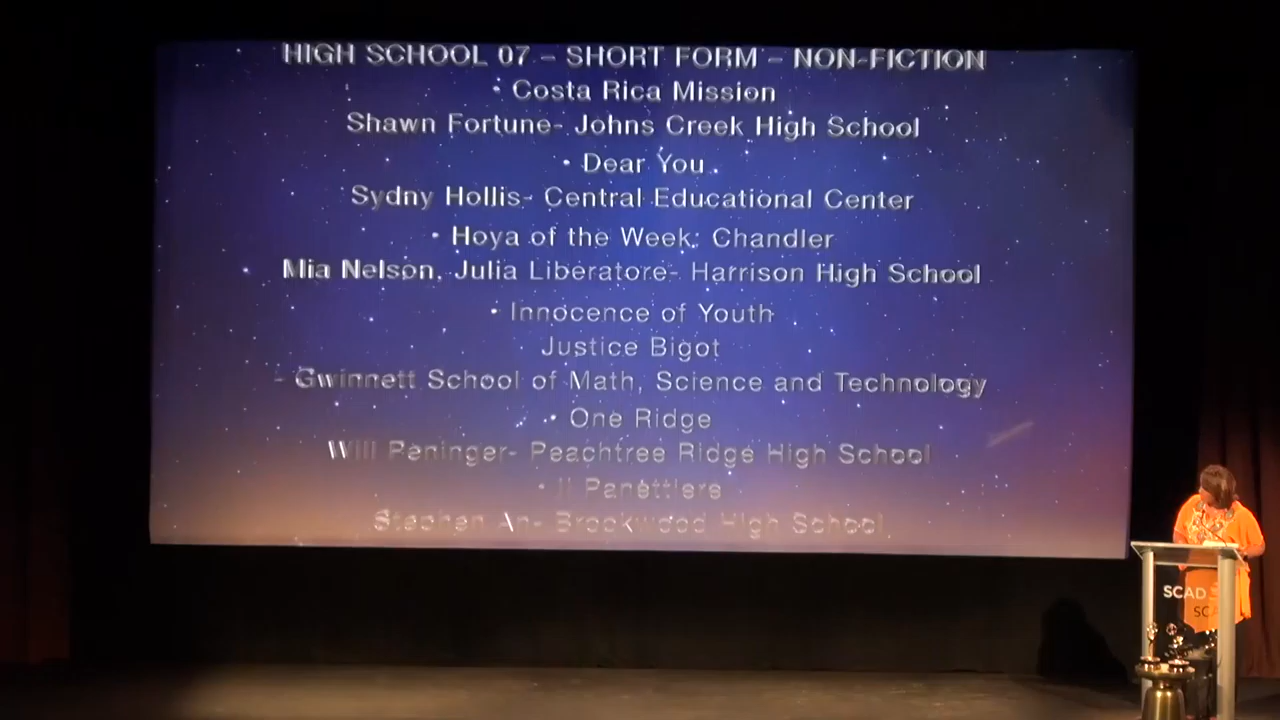 HIGH SCHOOL 07 – SHORT FORM – NON-FICTION
• Costa Rica Mission
Shawn Fortune- Johns Creek High School
• Dear You
Sydny Hollis- Central Educational Center
• Hoya of the Week: Chandler
Mia Nelson, Julia Liberatore- Harrison High School
• Innocence of Youth
Justice Bigot
- Gwinnett School of Math, Science and Technology
• One Ridge
Will Peninger- Peachtree Ridge High School
• Il Panettiere
Stephen An- Brookwood High School
SCAD